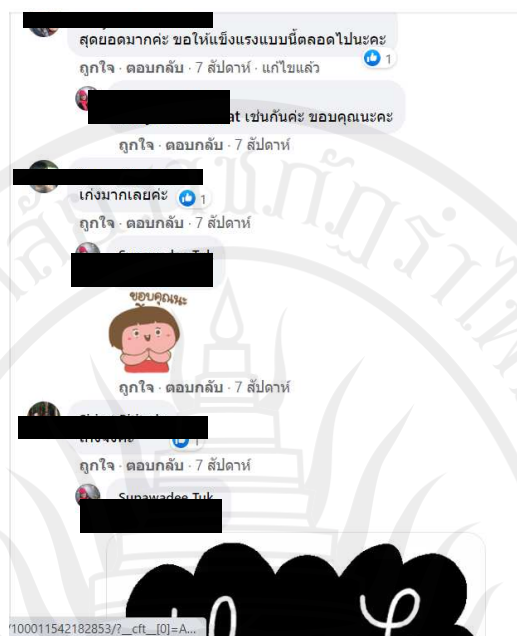 สุดยอดมากค่ะ ขอให้แข็งแรงแบบนี้ตลอดไปนะคะ
1
ถูกใจ · ตอบกลับ · 7 สัปดาห์ · แก้ไขแล้ว
at เช่นกันค่ะ ขอบคุณนะคะ
ถูกใจ · ตอบกลับ · 7 สัปดาห์
เก่งมากเลยค่ะ 1
ถูกใจ · ตอบกลับ · 7 สัปดาห์
ขอบคุณนะ
ถูกใจ · ตอบกลับ · 7 สัปดาห์
ถูกใจ · ตอบกลับ · 7 สัปดาห์
Supawadee Tuk
/100011542182853/?__cft__[0]=A...